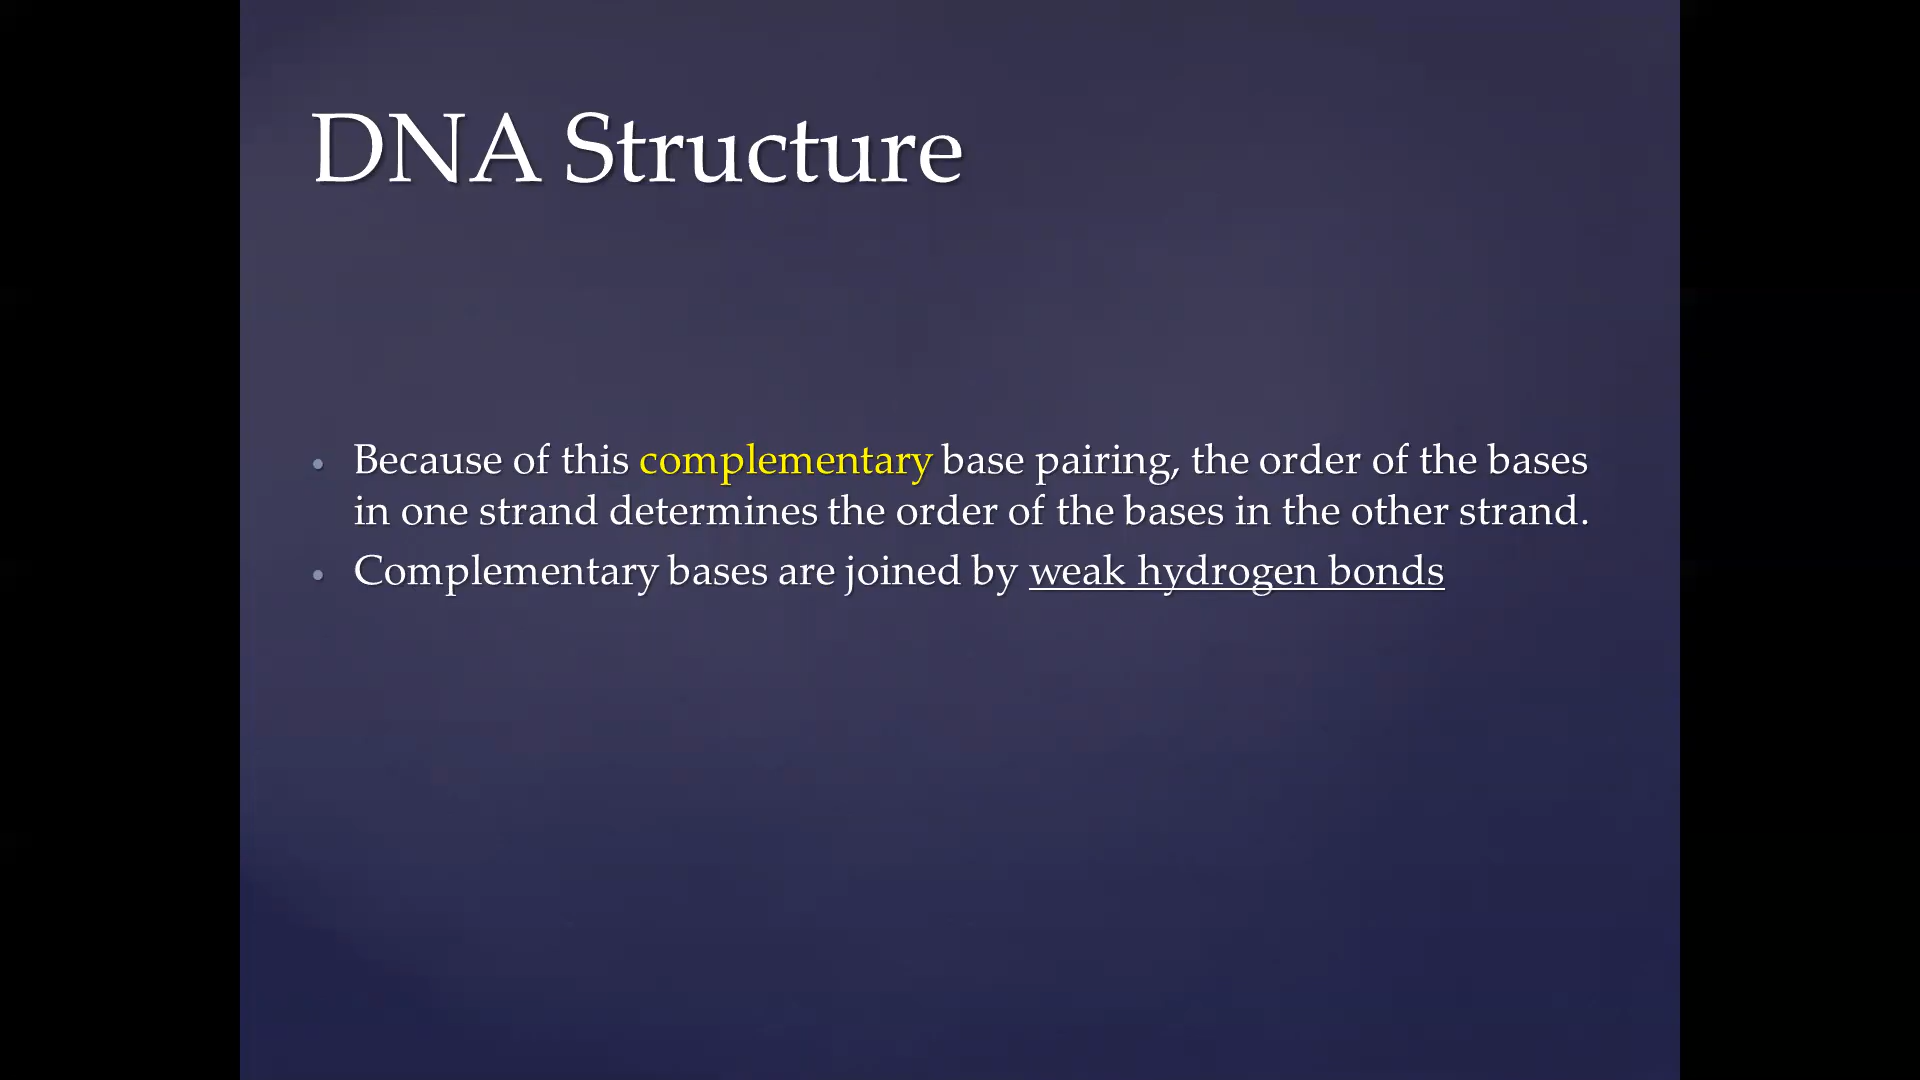 DNA Structure
• Because of this complementary base pairing, the order of the bases
in one strand determines the order of the bases in the other strand.
• Complementary bases are joined by weak hydrogen bonds